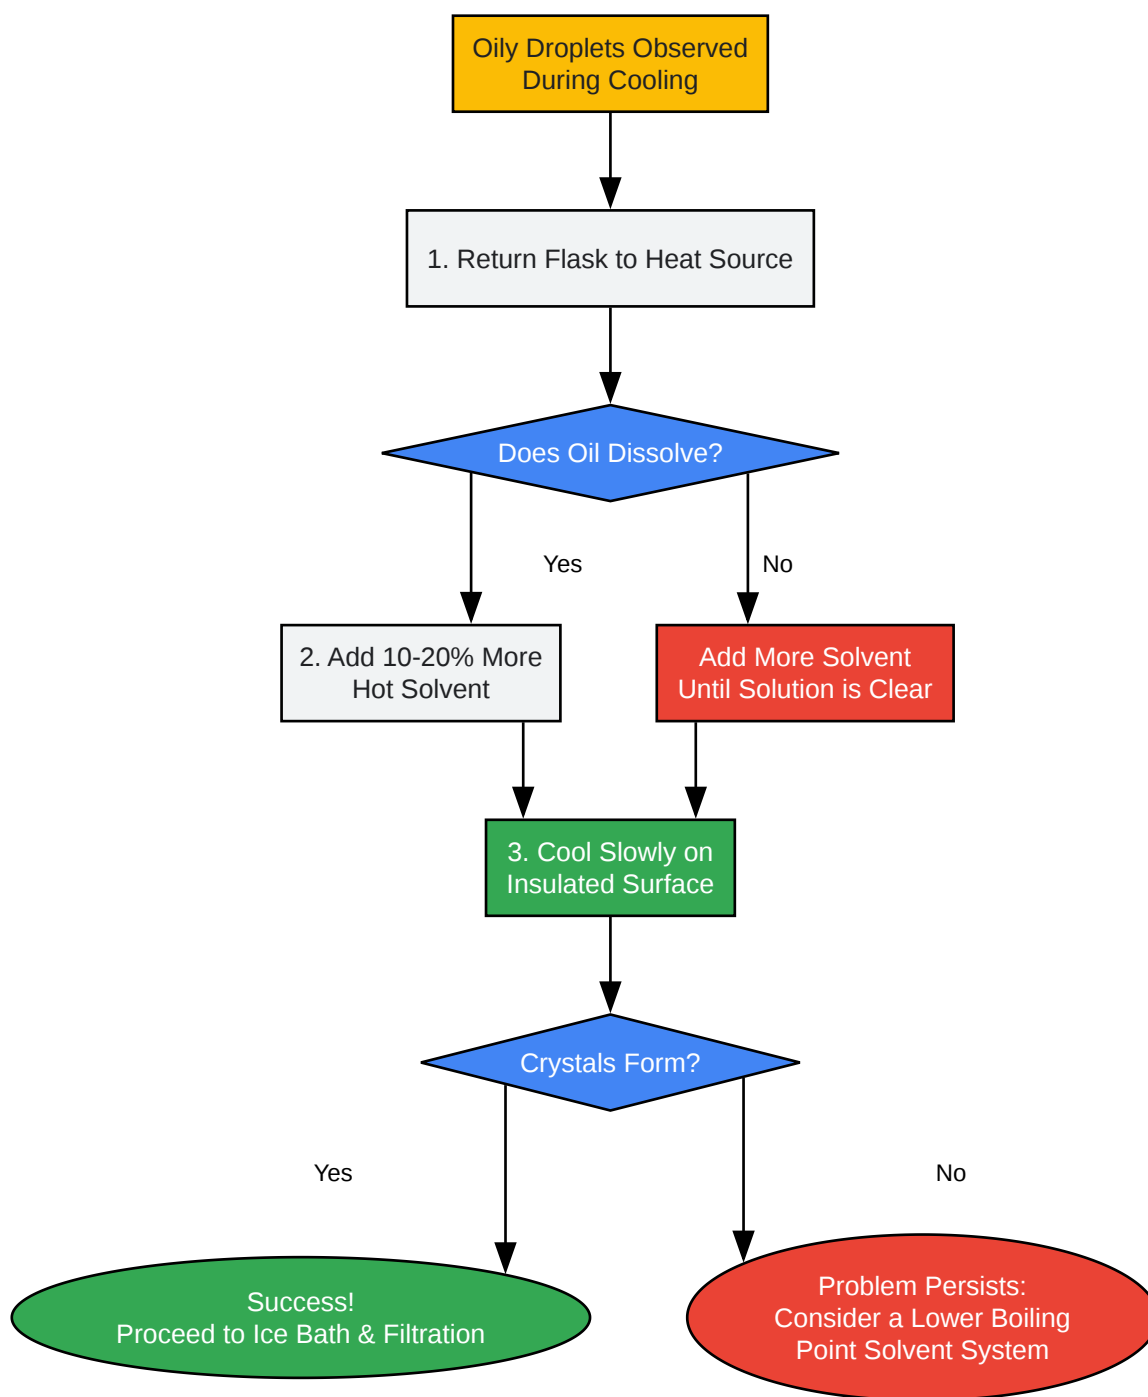 Oily Droplets Observed
During Cooling
1. Return Flask to Heat Source
Does Oil Dissolve?
Yes
No
2. Add 10-20% More
Hot Solvent
Add More Solvent
Until Solution is Clear
3. Cool Slowly on
Insulated Surface
Crystals Form?
Yes
No
Success!
Proceed to Ice Bath & Filtration
Problem Persists:
Consider a Lower Boiling
Point Solvent System